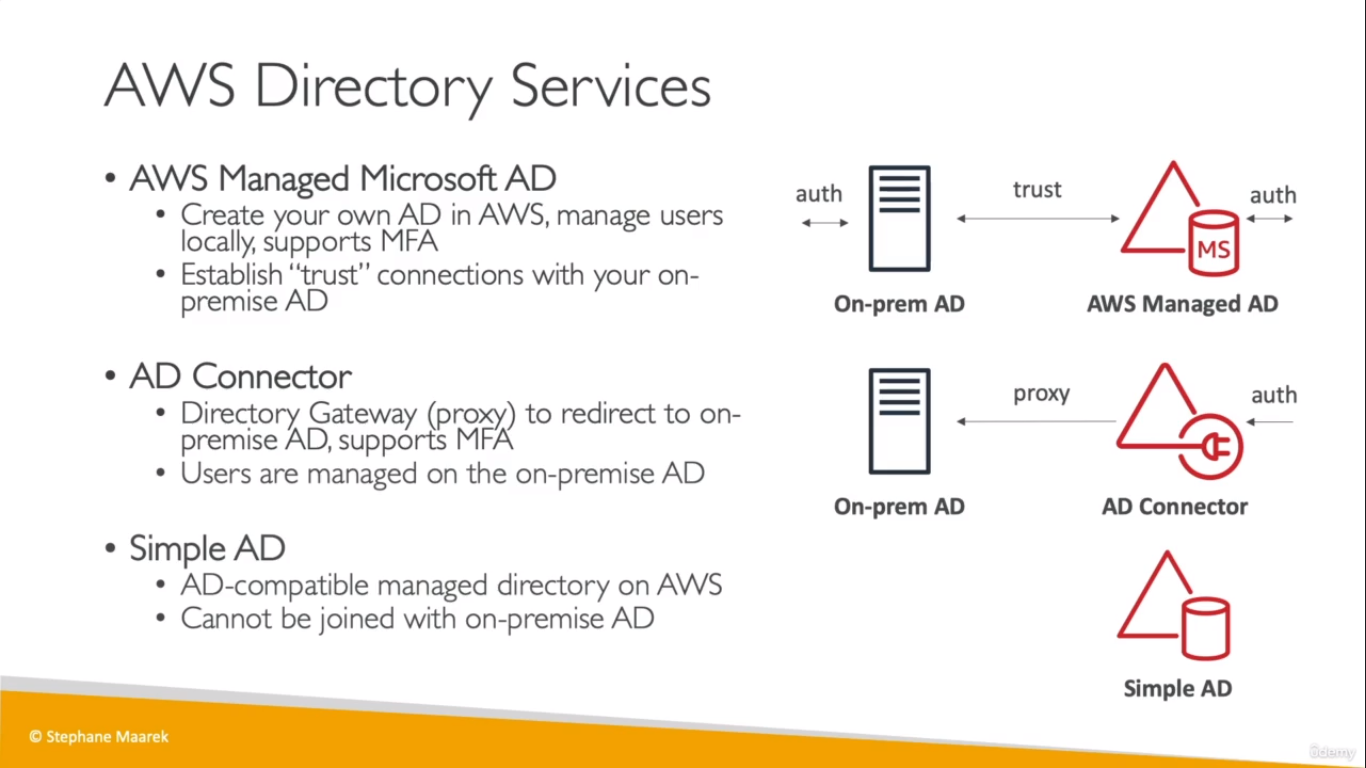 AWS Directory Services
• AWS Managed Microsoft AD
• Create your own AD in AWS, manage users
locally, supports MFA
• Establish “trust” connections with your on-
premise AD
• AD Connector
• Directory Gateway (proxy) to redirect to on-
premise AD, supports MFA
• Users are managed on the on-premise AD
• Simple AD
• AD-compatible managed directory on AWS
• Cannot be joined with on-premise AD
auth
trust
auth
MS
On-prem AD
AWS Managed AD
proxy
auth
On-prem AD
AD Connector
Simple AD
© Stephane Maarek
ûdemy